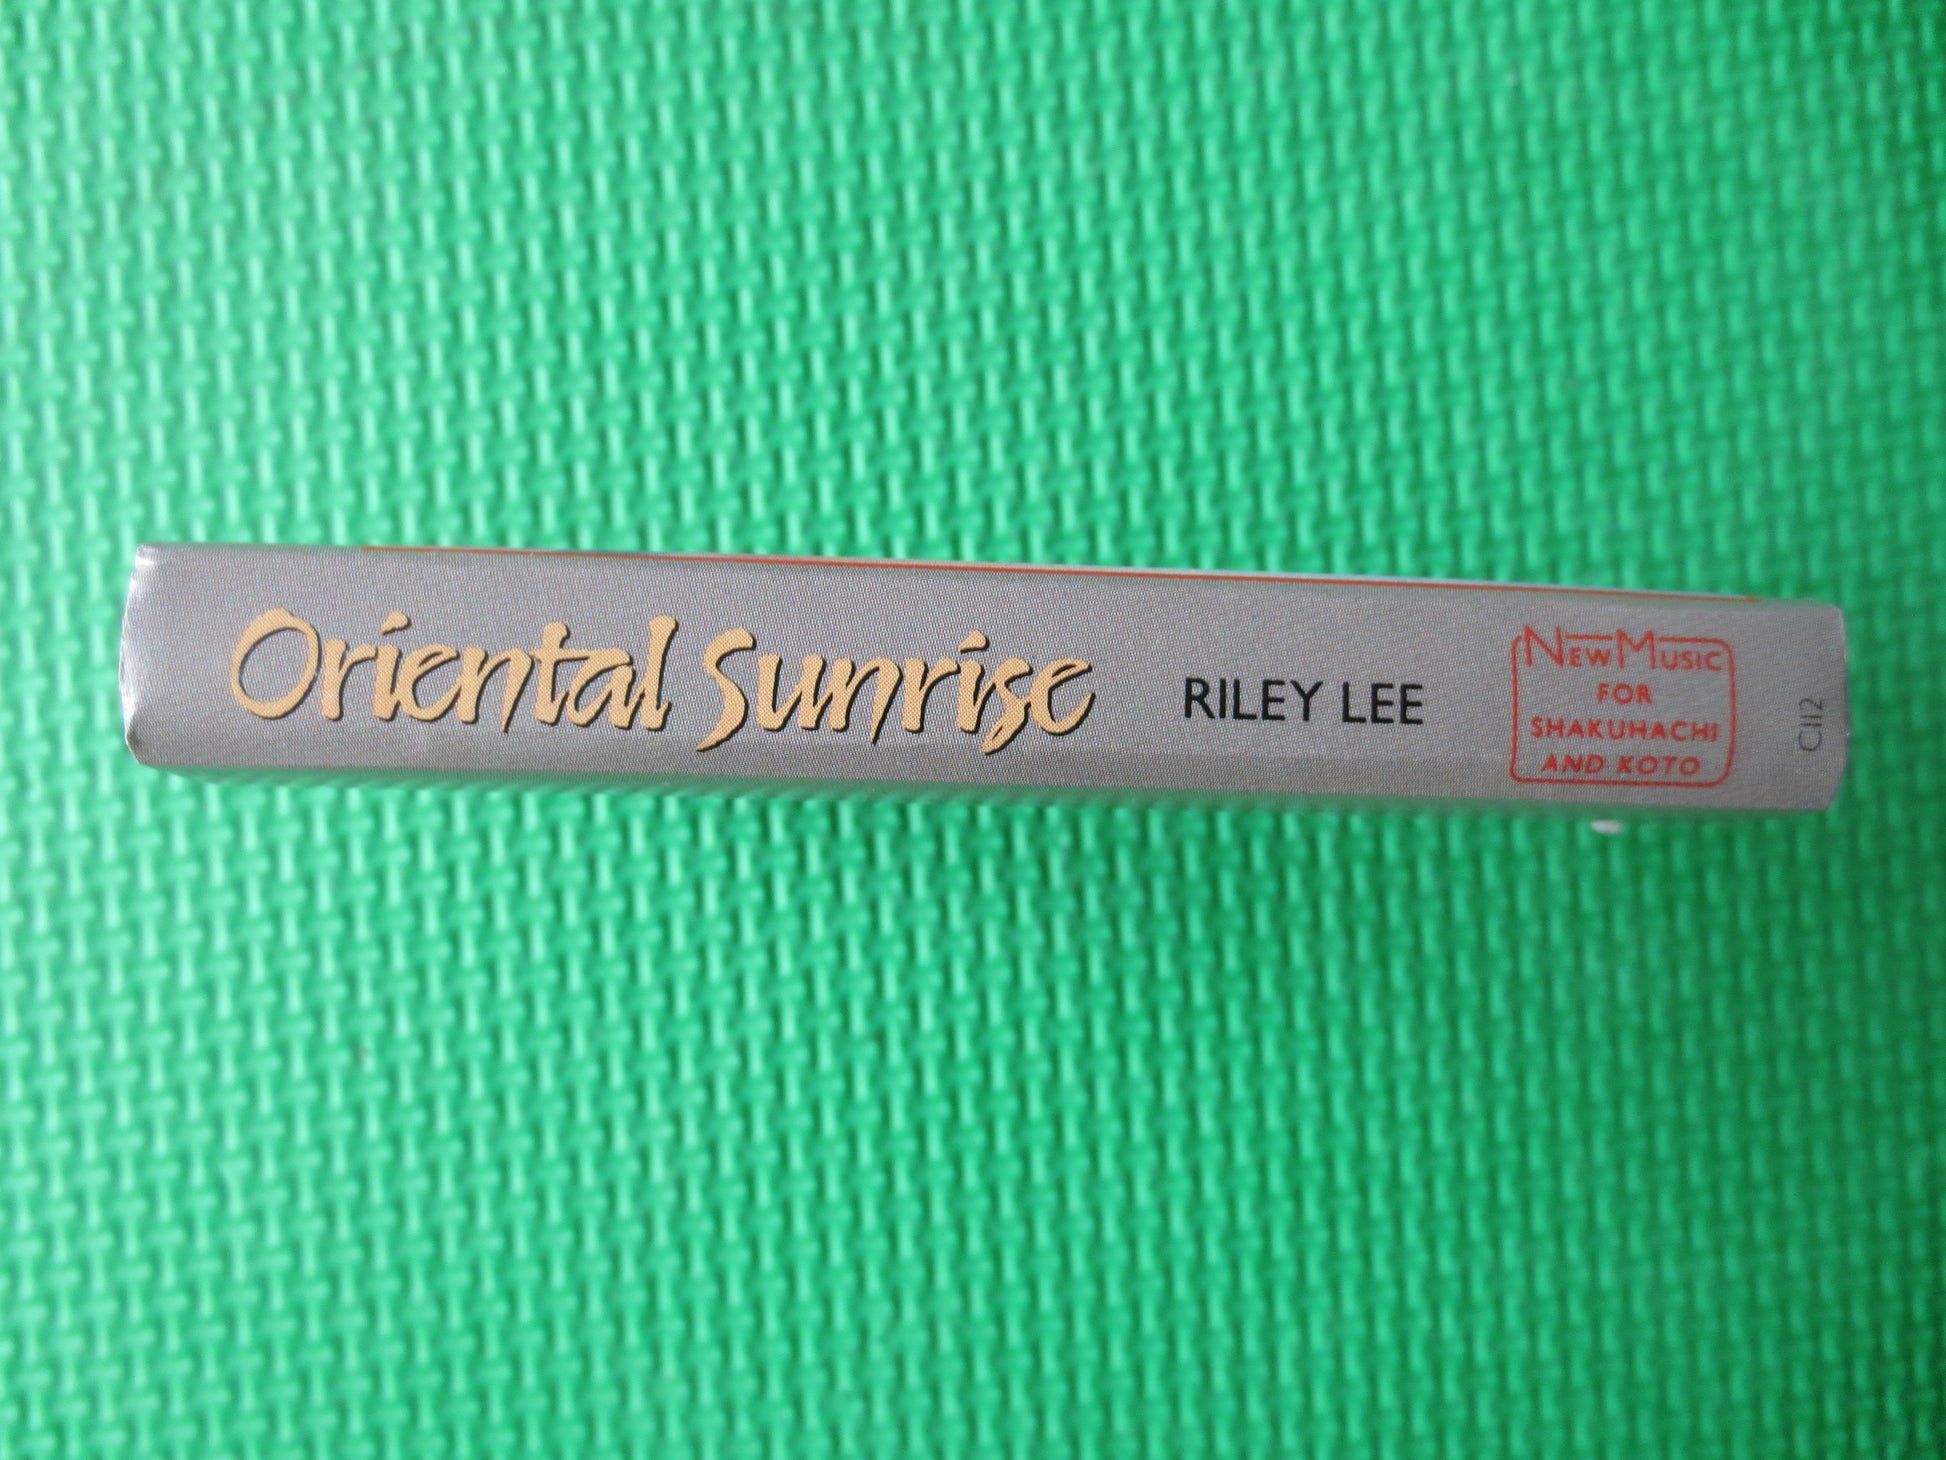 Oriental Sunrise
RILEY LEE
NEW MUSIC
FOR
SHAKUHACHI
AND KOTO
C112